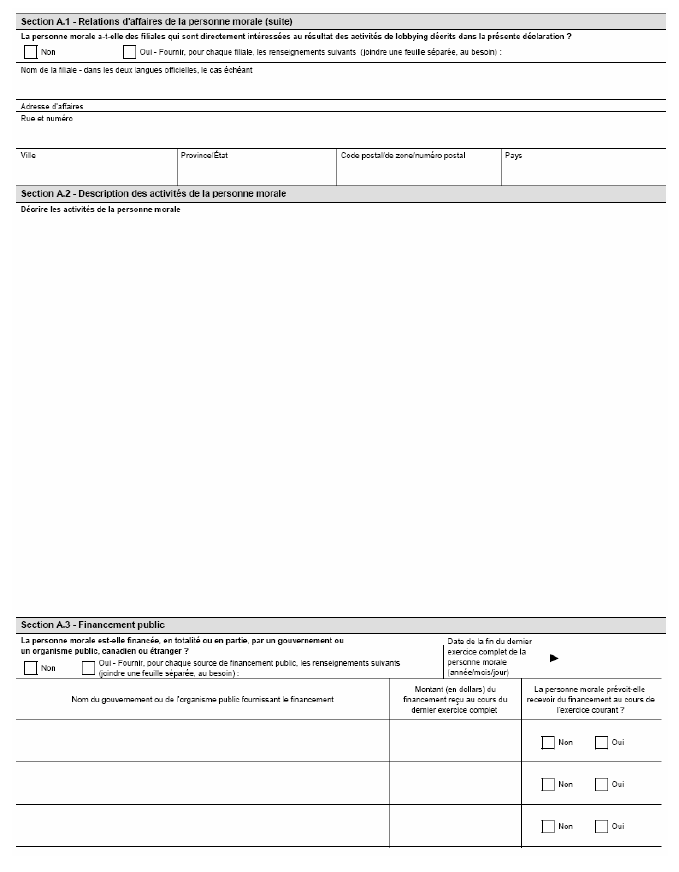 Section A.1 - Relations d'affaires de la personne morale (suite)
La personne morale a-t-elle des filiales qui sont directement intéressées au résultat des activités de lobbying décrits dans la présente déclaration ?
Non
Oui - Fournir, pour chaque filiale, les renseignements suivants (joindre une feuille séparée, au besoin) :
Nom de la filiale - dans les deux langues officielles, le cas échéant
Adresse d'affaires
Rue et numéro
Ville
Province/État
Code postal/de zone/numéro postal
Pays
Section A.2 - Description des activités de la personne morale
Décrire les activités de la personne morale
Section A.3 - Financement public
La personne morale est-elle financée, en totalité ou en partie, par un gouvernement ou
un organisme public, canadien ou étranger ?
Non
Oui - Fournir, pour chaque source de financement public, les renseignements suivants
(joindre une feuille séparée, au besoin) :
Date de la fin du dernier
exercice complet de la
personne morale
(année/mois/jour)
Nom du gouvernement ou de l'organisme public fournissant le financement
Montant (en dollars) du
financement reçu au cours du
dernier exercice complet
La personne morale prévoit-elle
recevoir du financement au cours de
l'exercice courant ?
Non Oui
Non Oui
Non Oui